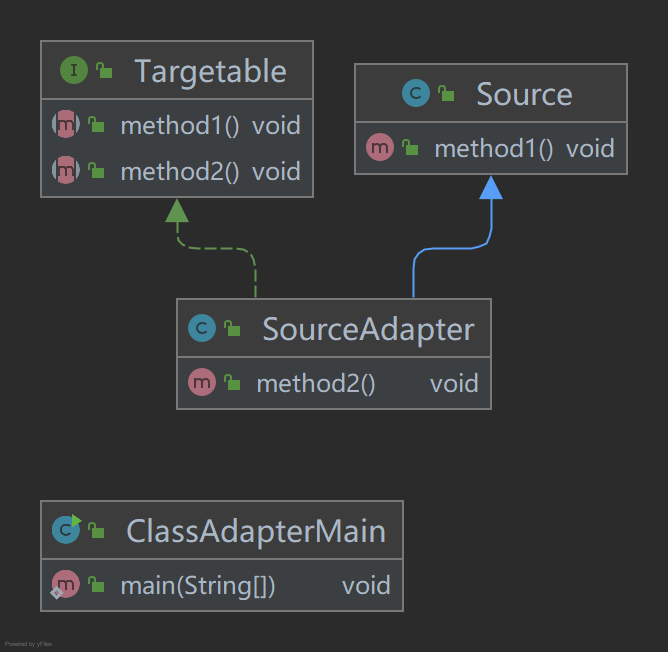 I Targetable
m method1() void
m method2() void
C Source
m method1() void
C SourceAdapter
m method2() void
C ClassAdapterMain
m main(String[]) void
Powered by yFiles